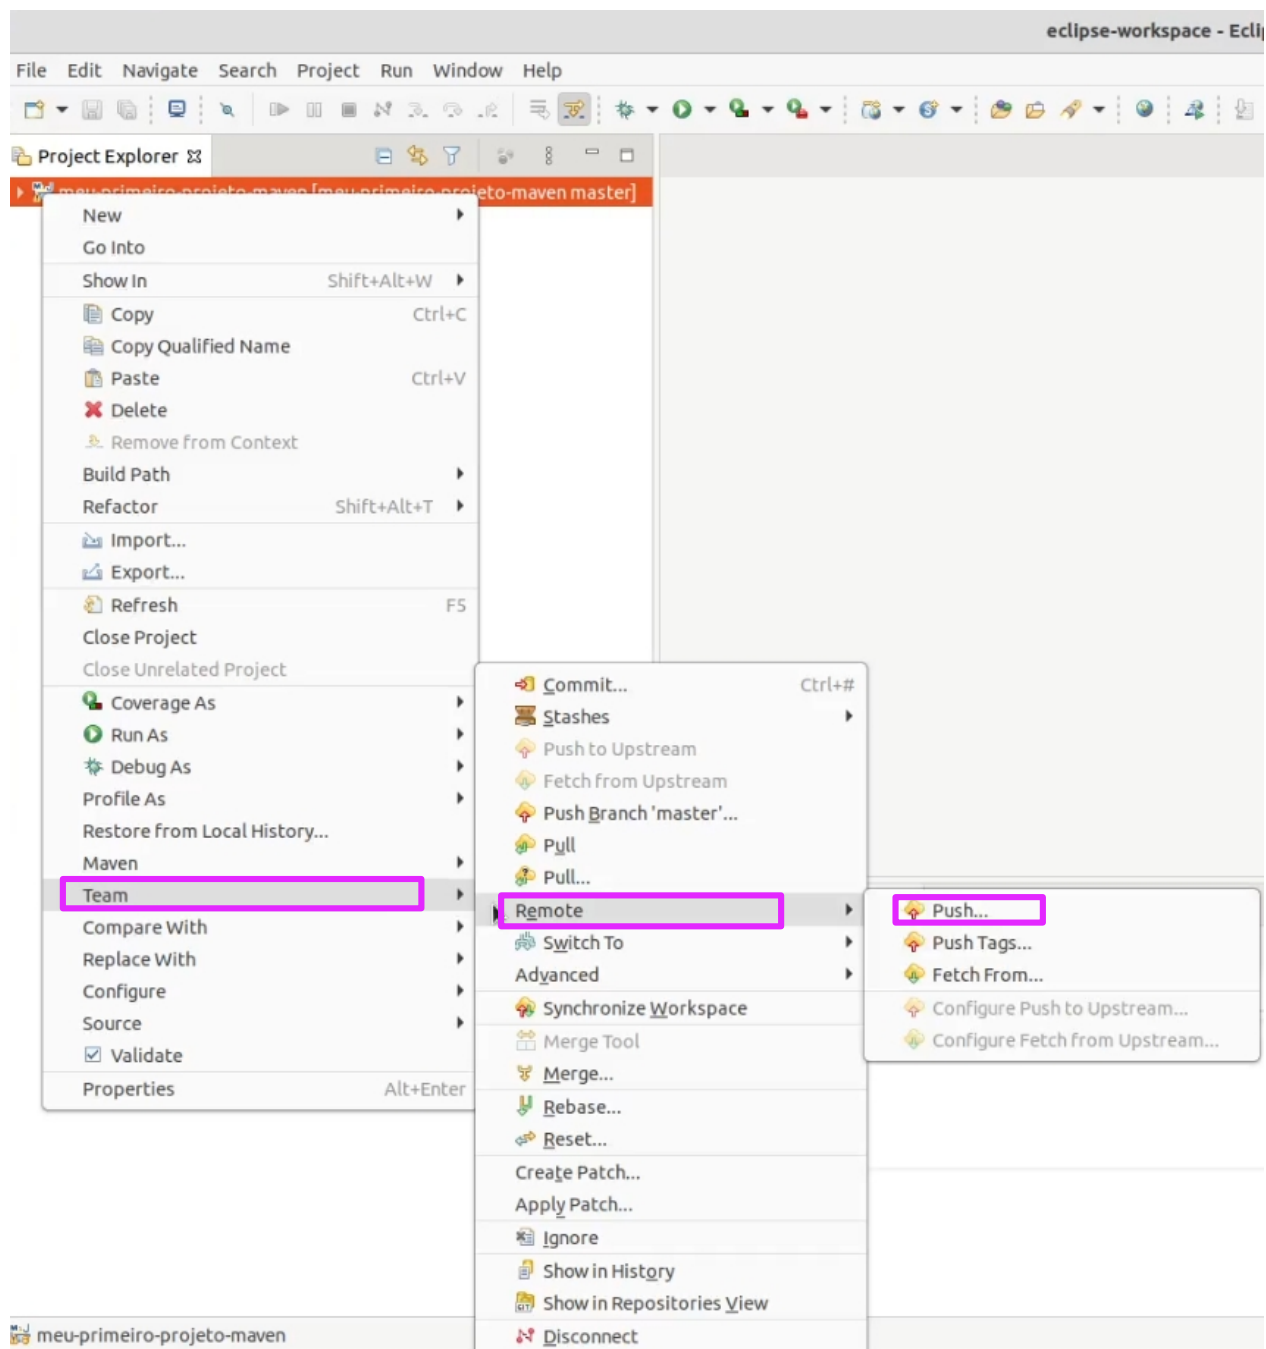 eclipse-workspace - Ecli
File Edit Navigate Search Project Run Window Help
Project Explorer
meu-primeiro-projeto-maven [meu-primeiro-projeto-maven master]
New
Go Into
Show In Shift+Alt+W
Copy Ctrl+C
Copy Qualified Name
Paste Ctrl+V
Delete
Remove from Context
Build Path
Refactor Shift+Alt+T
Import...
Export...
Refresh F5
Close Project
Close Unrelated Project
Coverage As
Run As
Debug As
Profile As
Restore from Local History...
Maven
Team
Compare With
Replace With
Configure
Source
Validate
Properties Alt+Enter
Commit... Ctrl+#
Stashes
Push to Upstream
Fetch from Upstream
Push Branch 'master'...
Pull
Pull...
Remote
Switch To
Advanced
Synchronize Workspace
Merge Tool
Merge...
Rebase...
Reset...
Create Patch...
Apply Patch...
Ignore
Show in History
Show in Repositories View
Disconnect
Push...
Push Tags...
Fetch From...
Configure Push to Upstream...
Configure Fetch from Upstream...
meu-primeiro-projeto-maven